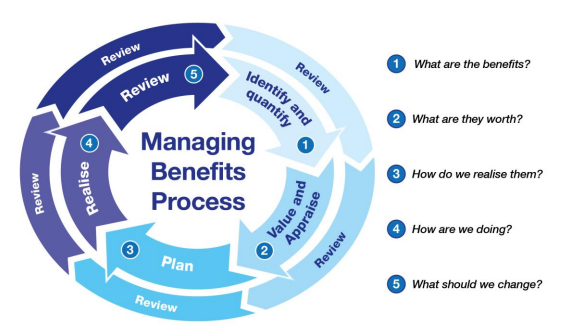 Managing
Benefits
Process
Identify and
quantify
1
Value and
Appraise
2
Plan
3
Realise
4
Review
5
Review
Review
Review
Review
Review
1 What are the benefits?
2 What are they worth?
3 How do we realise them?
4 How are we doing?
5 What should we change?